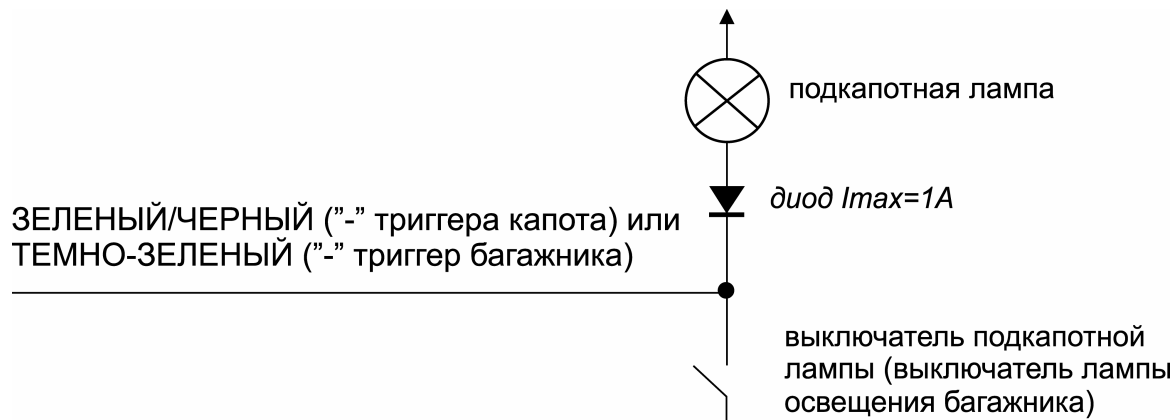 подкапотная лампа
диод Imax=1A
ЗЕЛЕНЫЙ/ЧЕРНЫЙ ("-" триггера капота) или
ТЕМНО-ЗЕЛЕНЫЙ ("-" триггер багажника)
выключатель подкапотной
лампы (выключатель лампы
освещения багажника)